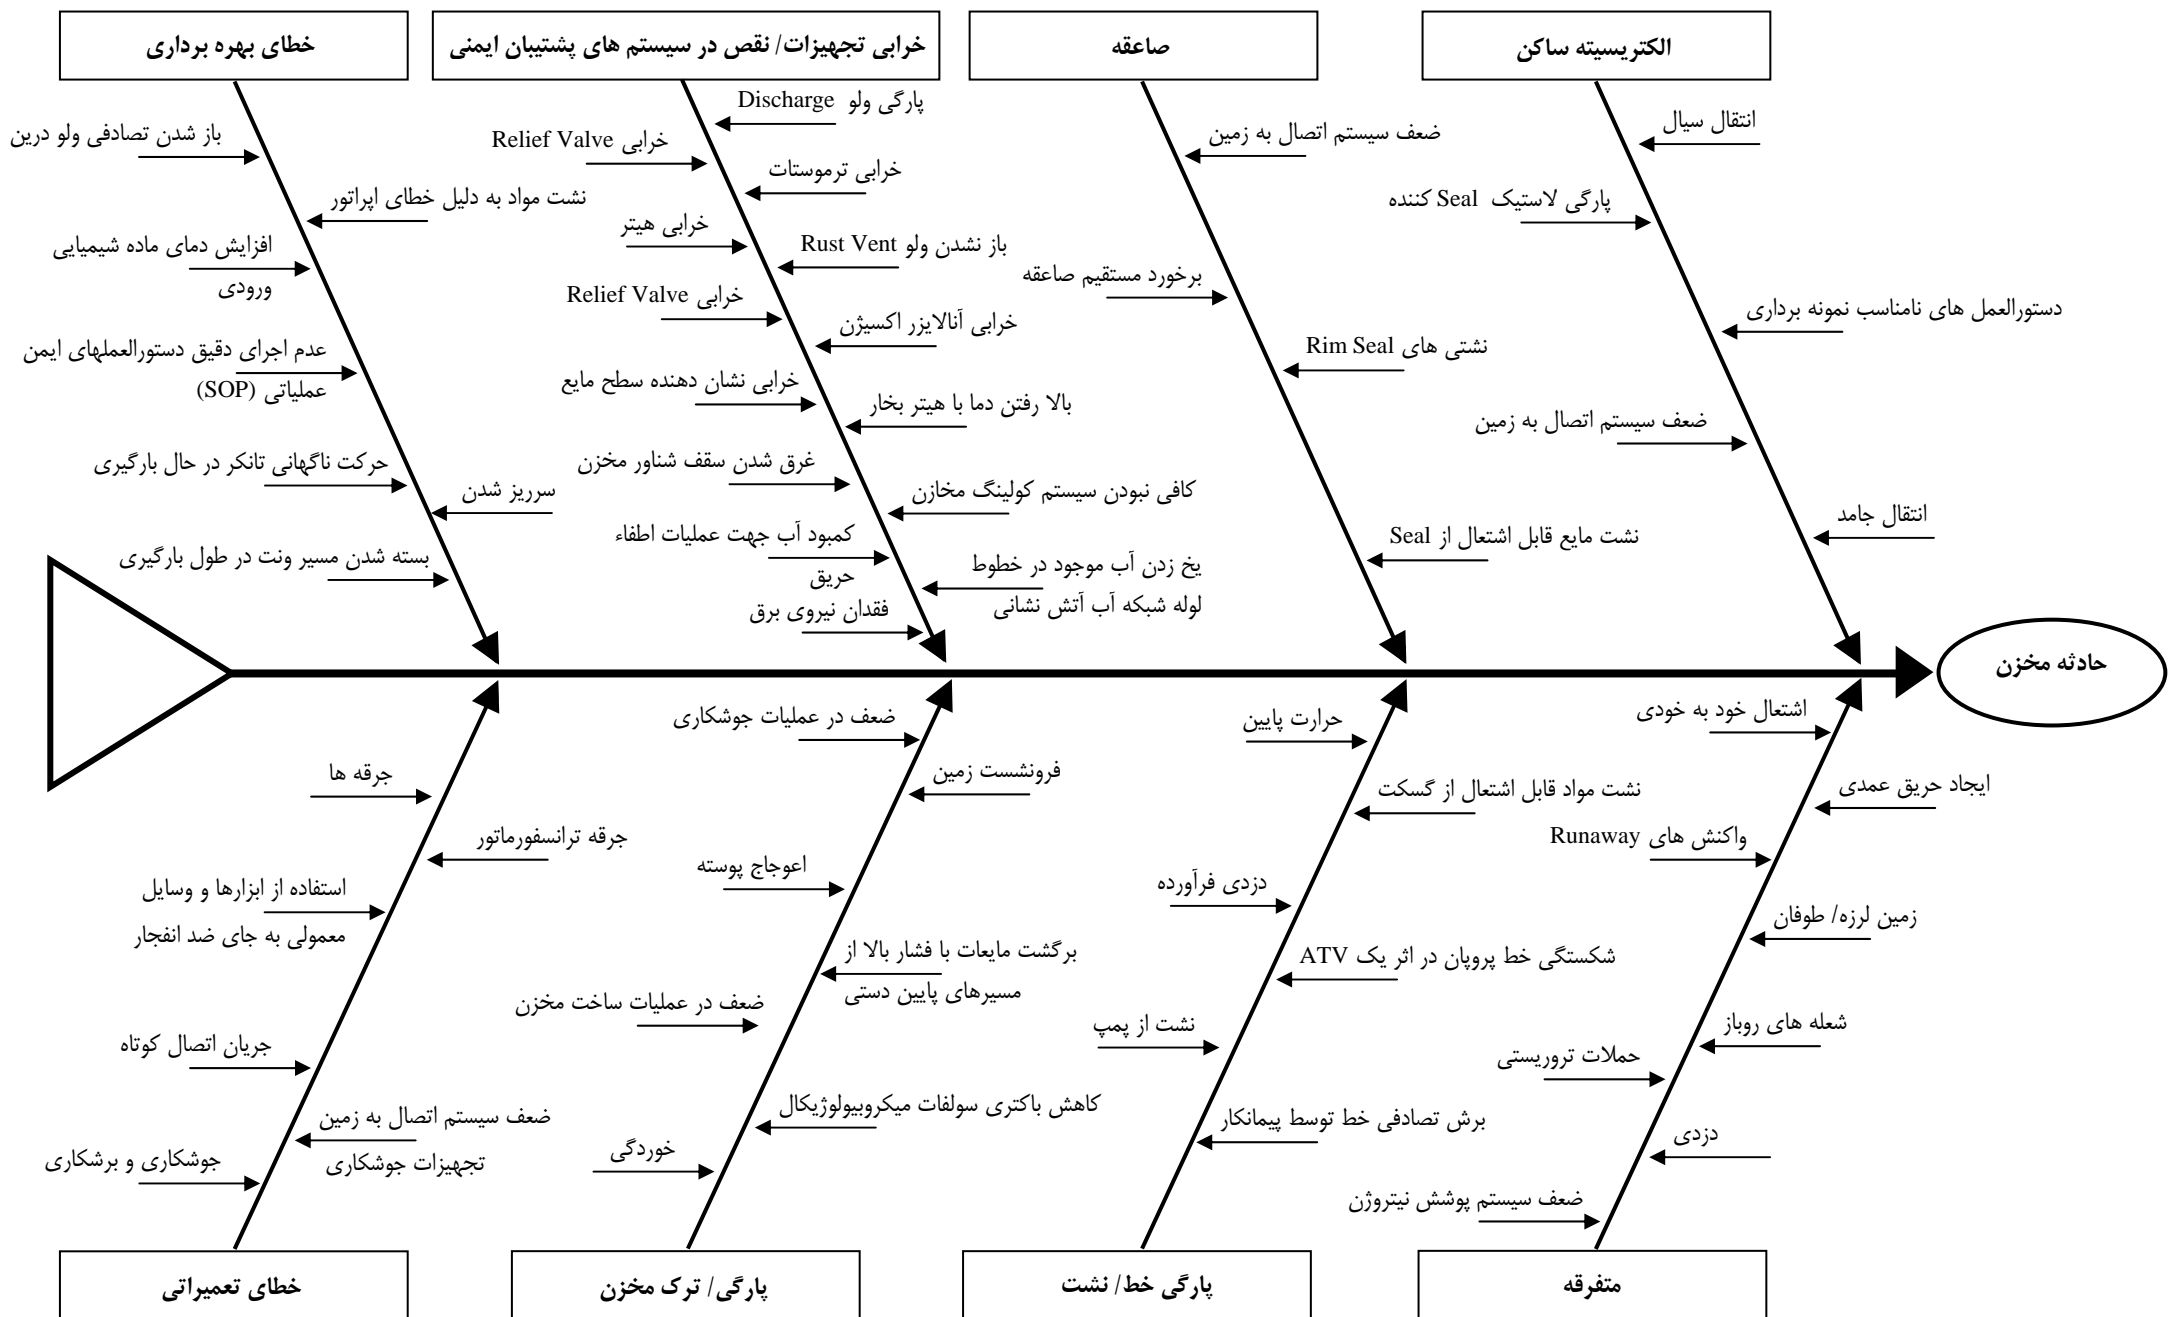 الکتریسیته ساکن
انتقال سیال
پارگی لاستیک Seal کننده
دستورالعمل های نامناسب نمونه برداری
ضعف سیستم اتصال به زمین
انتقال جامد
صاعقه
ضعف سیستم اتصال به زمین
برخورد مستقیم صاعقه
نشتی های Rim Seal
نشت مایع قابل اشتعال از Seal
خرابی تجهیزات/ نقص در سیستم های پشتیبان ایمنی
پارگی ولو Discharge
خرابی Relief Valve
خرابی ترموستات
خرابی هیتر
باز نشدن ولو Rust Vent
خرابی Relief Valve
خرابی آنالایزر اکسیژن
خرابی نشان دهنده سطح مایع
بالا رفتن دما با هیتر بخار
غرق شدن سقف شناور مخزن
کافی نبودن سیستم کولینگ مخازن
کمبود آب جهت عملیات اطفاء
حریق
یخ زدن آب موجود در خطوط
لوله شبکه آب آتش نشانی
فقدان نیروی برق
خطای بهره برداری
باز شدن تصادفی ولو درین
نشت مواد به دلیل خطای اپراتور
افزایش دمای ماده شیمیایی
ورودی
عدم اجرای دقیق دستورالعملهای ایمن
عملیاتی (SOP)
حرکت ناگهانی تانکر در حال بارگیری
سرریز شدن
بسته شدن مسیر ونت در طول بارگیری
حادثه مخزن
اشتعال خود به خودی
ایجاد حریق عمدی
واکنش های Runaway
زمین لرزه/ طوفان
شعله های روباز
حملات تروریستی
دزدی
ضعف سیستم پوشش نیتروژن
متفرقه
حرارت پایین
نشت مواد قابل اشتعال از گسکت
دزدی فرآورده
شکستگی خط پروپان در اثر یک ATV
نشت از پمپ
برش تصادفی خط توسط پیمانکار
پارگی خط/ نشت
ضعف در عملیات جوشکاری
فرونشست زمین
اعوجاج پوسته
برگشت مایعات با فشار بالا از
مسیرهای پایین دستی
ضعف در عملیات ساخت مخزن
کاهش باکتری سولفات میکروبیولوژیکال
خوردگی
پارگی/ ترک مخزن
جرقه ها
جرقه ترانسفورماتور
استفاده از ابزارها و وسایل
معمولی به جای ضد انفجار
جریان اتصال کوتاه
ضعف سیستم اتصال به زمین
تجهیزات جوشکاری
جوشکاری و برشکاری
خطای تعمیراتی